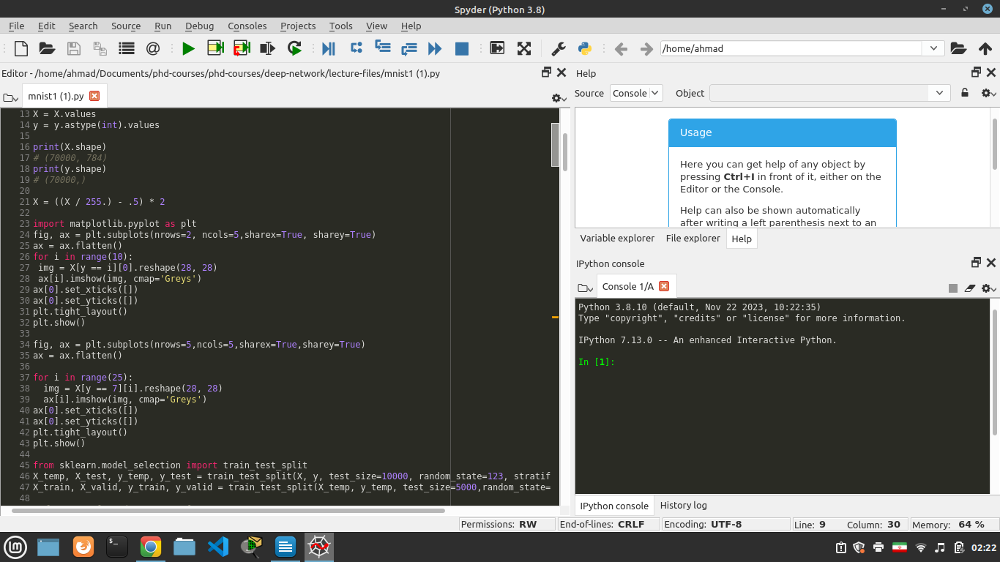 Spyder (Python 3.8)
File Edit Search Source Run Debug Consoles Projects Tools View Help
/home/ahmad
Editor - /home/ahmad/Documents/phd-courses/phd-courses/deep-network/lecture-files/mnist1 (1).py
mnist1 (1).py
13 X = X.values
14 y = y.astype(int).values
15
16 print(X.shape)
17 # (70000, 784)
18 print(y.shape)
19 # (70000,)
20
21 X = ((X / 255.) - .5) * 2
22
23 import matplotlib.pyplot as plt
24 fig, ax = plt.subplots(nrows=2, ncols=5,sharex=True, sharey=True)
25 ax = ax.flatten()
26 for i in range(10):
27  img = X[y == i][0].reshape(28, 28)
28  ax[i].imshow(img, cmap='Greys')
29 ax[0].set_xticks([])
30 ax[0].set_yticks([])
31 plt.tight_layout()
32 plt.show()
33
34 fig, ax = plt.subplots(nrows=5,ncols=5,sharex=True,sharey=True)
35 ax = ax.flatten()
36
37 for i in range(25):
38   img = X[y == 7][i].reshape(28, 28)
39   ax[i].imshow(img, cmap='Greys')
40 ax[0].set_xticks([])
41 ax[0].set_yticks([])
42 plt.tight_layout()
43 plt.show()
44
45 from sklearn.model_selection import train_test_split
46 X_temp, X_test, y_temp, y_test = train_test_split(X, y, test_size=10000, random_state=123, stratif
47 X_train, X_valid, y_train, y_valid = train_test_split(X_temp, y_temp, test_size=5000,random_state=
48
Help
Source Console Object
Usage
Here you can get help of any object by
pressing Ctrl+I in front of it, either on the
Editor or the Console.
Help can also be shown automatically
after writing a left parenthesis next to an
Variable explorer File explorer Help
IPython console
Console 1/A
Python 3.8.10 (default, Nov 22 2023, 10:22:35)
Type "copyright", "credits" or "license" for more information.
IPython 7.13.0 -- An enhanced Interactive Python.
In [1]:
IPython console History log
Permissions: RW End-of-lines: CRLF Encoding: UTF-8 Line: 9 Column: 30 Memory: 64 %
02:22